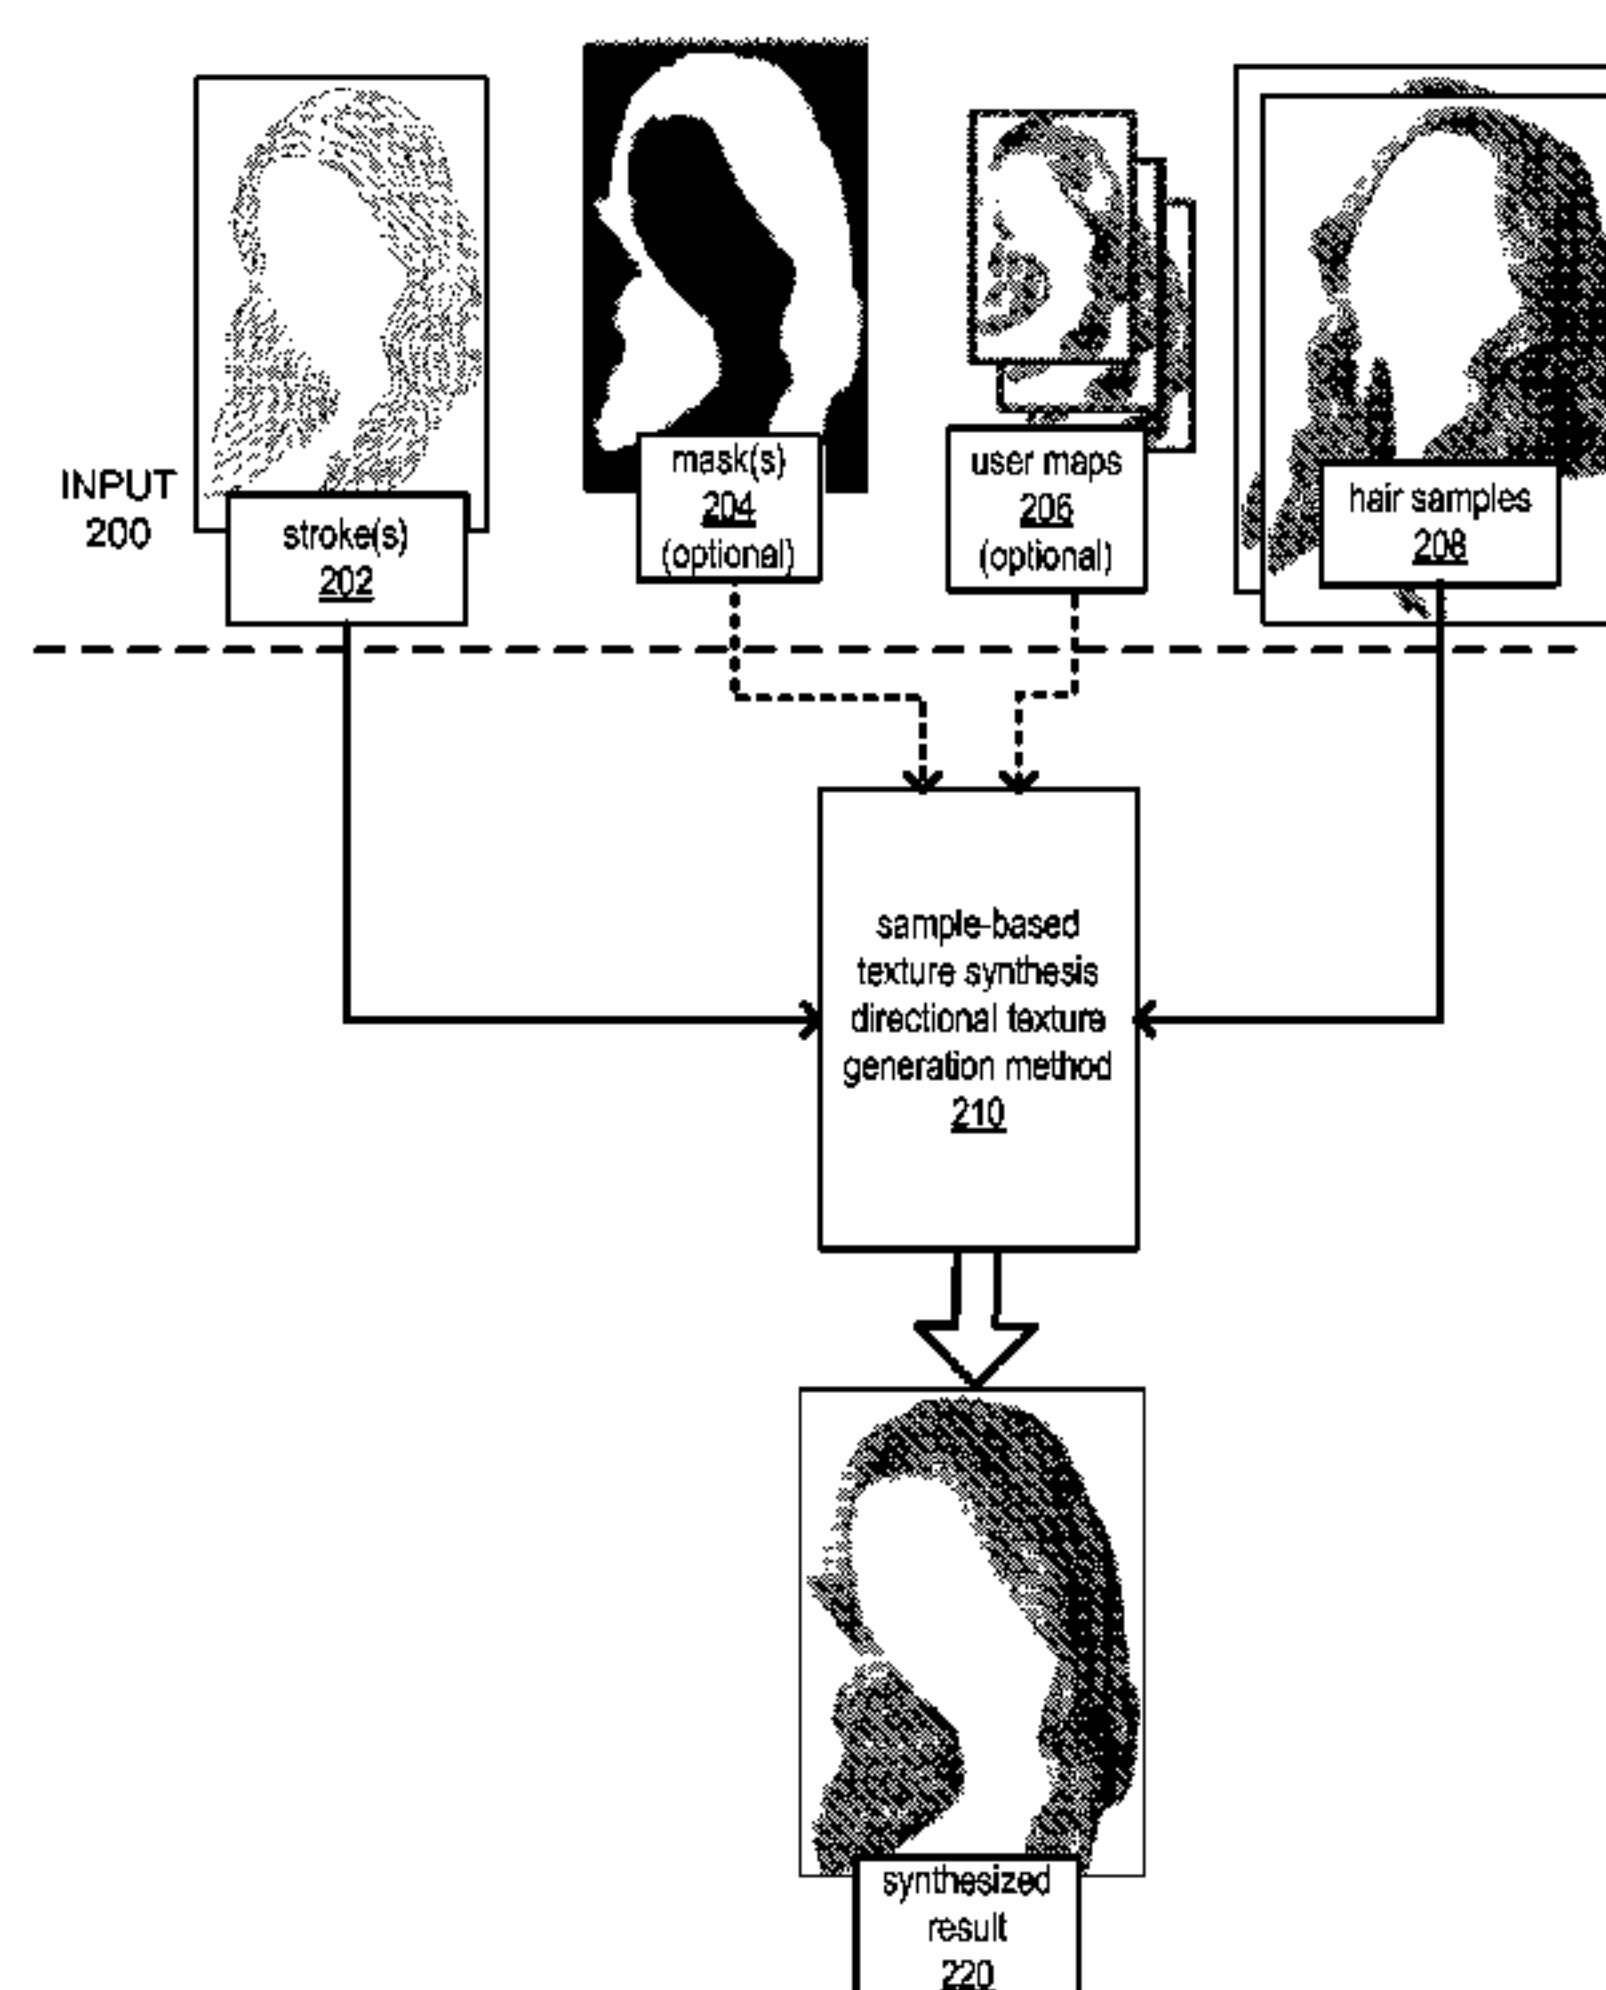 INPUT
200
stroke(s)
202
mask(s)
204
(optional)
user maps
206
(optional)
hair samples
208
sample-based
texture synthesis
directional texture
generation method
210
synthesized
result
220